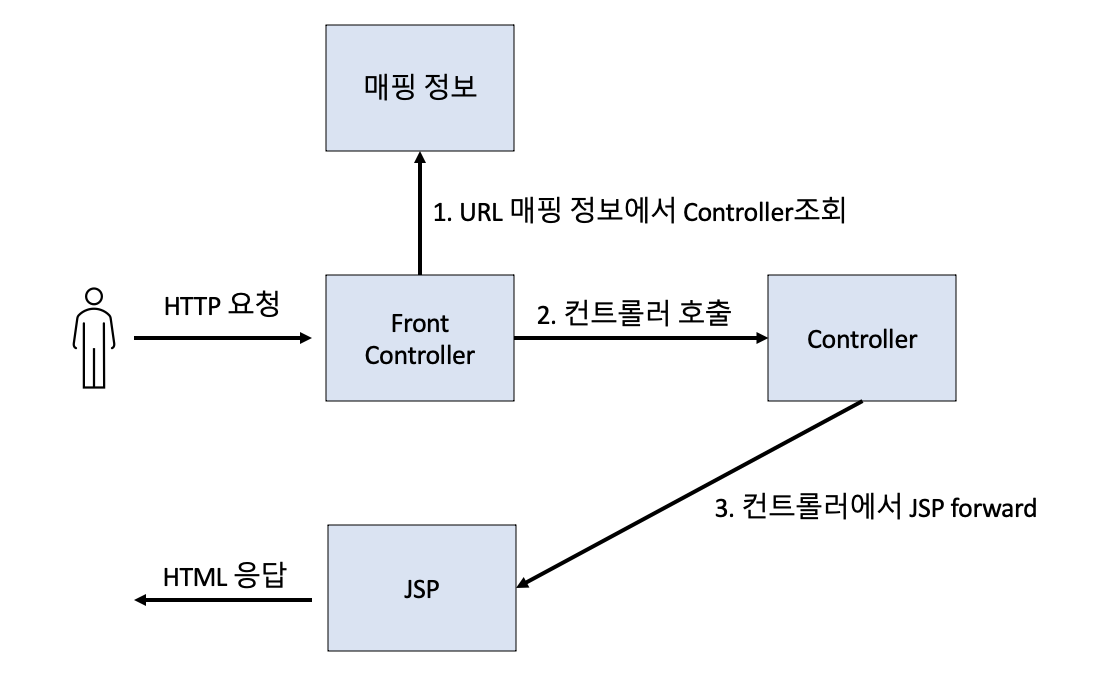 매핑 정보
1. URL 매핑 정보에서 Controller조회
HTTP 요청
Front
Controller
2. 컨트롤러 호출
Controller
3. 컨트롤러에서 JSP forward
HTML 응답
JSP